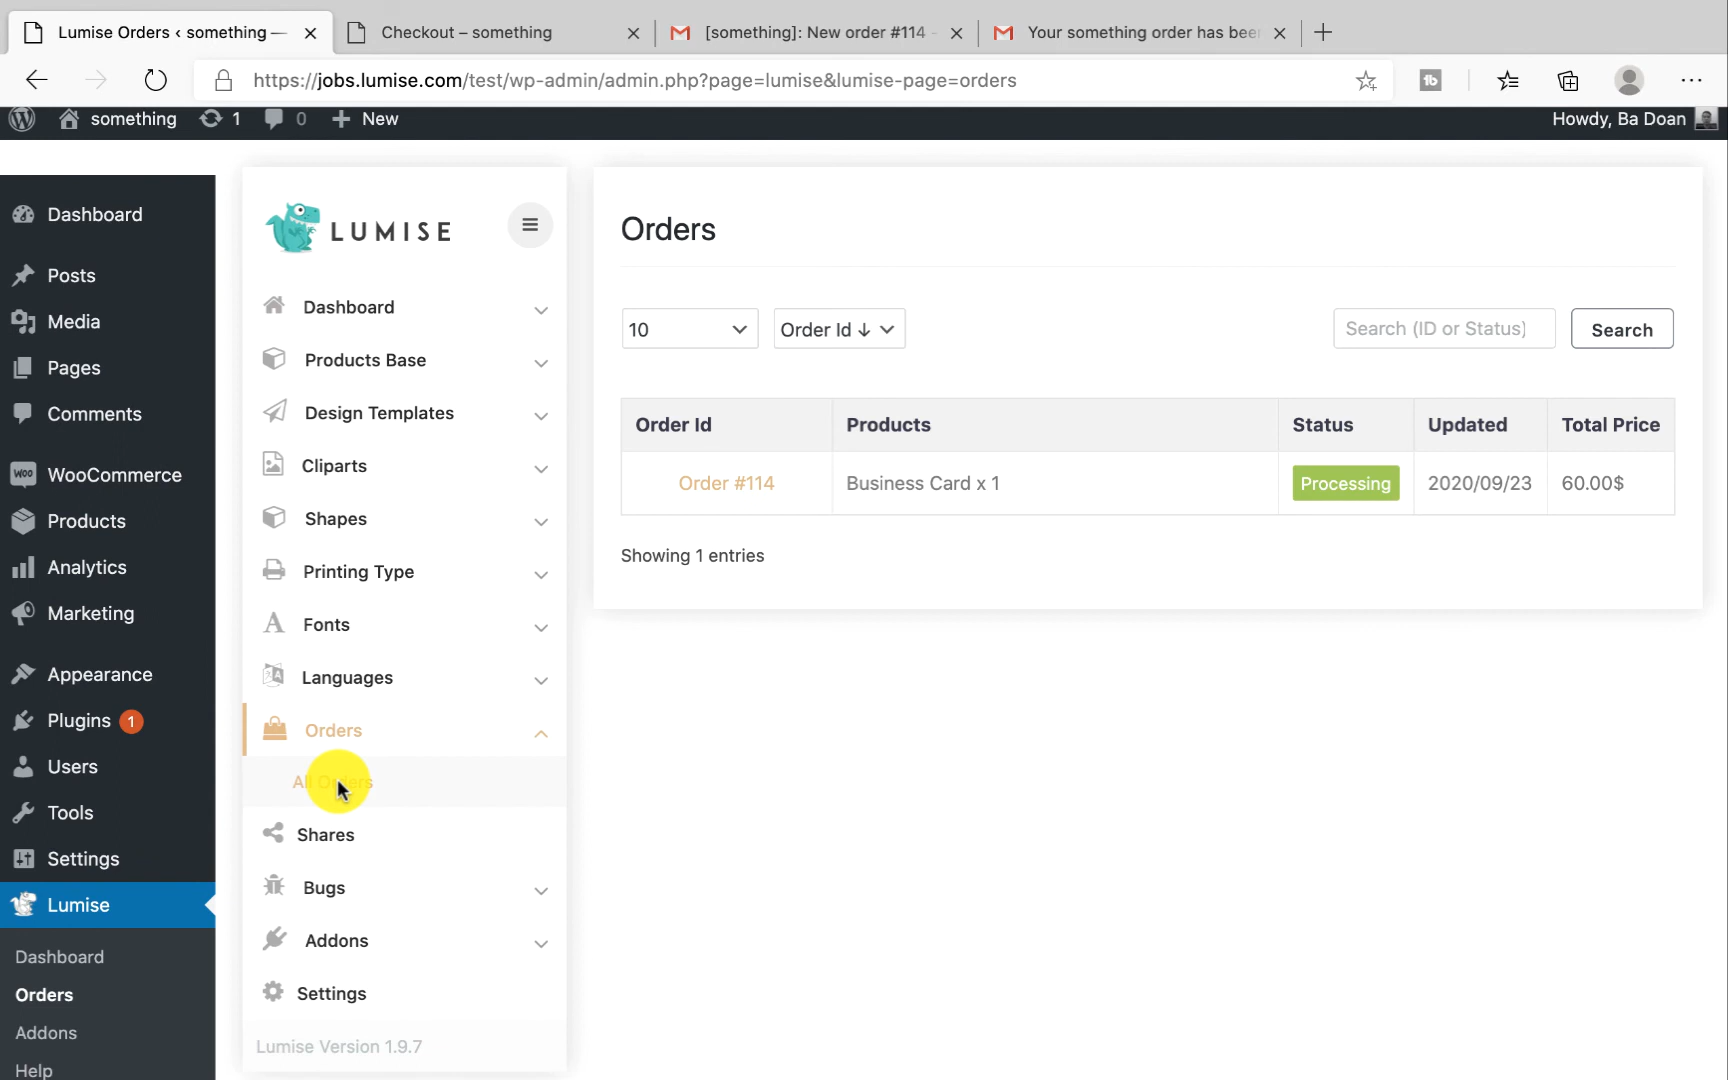 Lumise Orders ‹ something —
Checkout – something
[something]: New order #114 -
Your something order has been
https://jobs.lumise.com/test/wp-admin/admin.php?page=lumise&lumise-page=orders
something 1 0 + New
Howdy, Ba Doan
Dashboard
Posts
Media
Pages
Comments
WooCommerce
Products
Analytics
Marketing
Appearance
Plugins 1
Users
Tools
Settings
Lumise
Dashboard
Orders
Addons
Help
LUMISE
Dashboard
Products Base
Design Templates
Cliparts
Shapes
Printing Type
Fonts
Languages
Orders
All Orders
Shares
Bugs
Addons
Settings
Lumise Version 1.9.7
Orders
10
Order Id ↓
Search (ID or Status)
Search
Order Id Products Status Updated Total Price
Order #114 Business Card x 1 Processing 2020/09/23 60.00$
Showing 1 entries